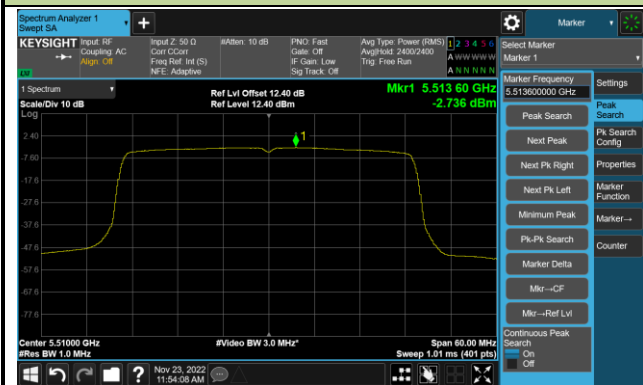 Spectrum Analyzer 1
Swept SA
+
Marker
KEYSIGHT
Input: RF
Coupling: AC
Align: Off
Input Z: 50 Ω
Corr CCorr
Freq Ref: Int (S)
NFE: Adaptive
#Atten: 10 dB
PNO: Fast
Gate: Off
IF Gain: Low
Sig Track: Off
Avg Type: Power (RMS)
Avg|Hold: 2400/2400
Trig: Free Run
1 2 3 4 5 6
A W W W W W
A N N N N N
Select Marker
Marker 1
LXI
1 Spectrum
Scale/Div 10 dB
Log
Ref Lvl Offset 12.40 dB
Ref Level 12.40 dBm
Mkr1 5.513 60 GHz
-2.736 dBm
Marker Frequency
5.513600000 GHz
Settings
Peak Search
Peak
Search
Next Peak
Pk Search
Config
Next Pk Right
Properties
Next Pk Left
Marker
Function
Minimum Peak
Marker→
Pk-Pk Search
Counter
Marker Delta
Mkr→CF
Mkr→Ref Lvl
Continuous Peak
Search
On
Off
1
2.40
-7.60
-17.6
-27.6
-37.6
-47.6
-57.6
-67.6
-77.6
Center 5.51000 GHz
#Res BW 1.0 MHz
#Video BW 3.0 MHz*
Span 60.00 MHz
Sweep 1.01 ms (401 pts)
?
Nov 23, 2022
11:54:08 AM